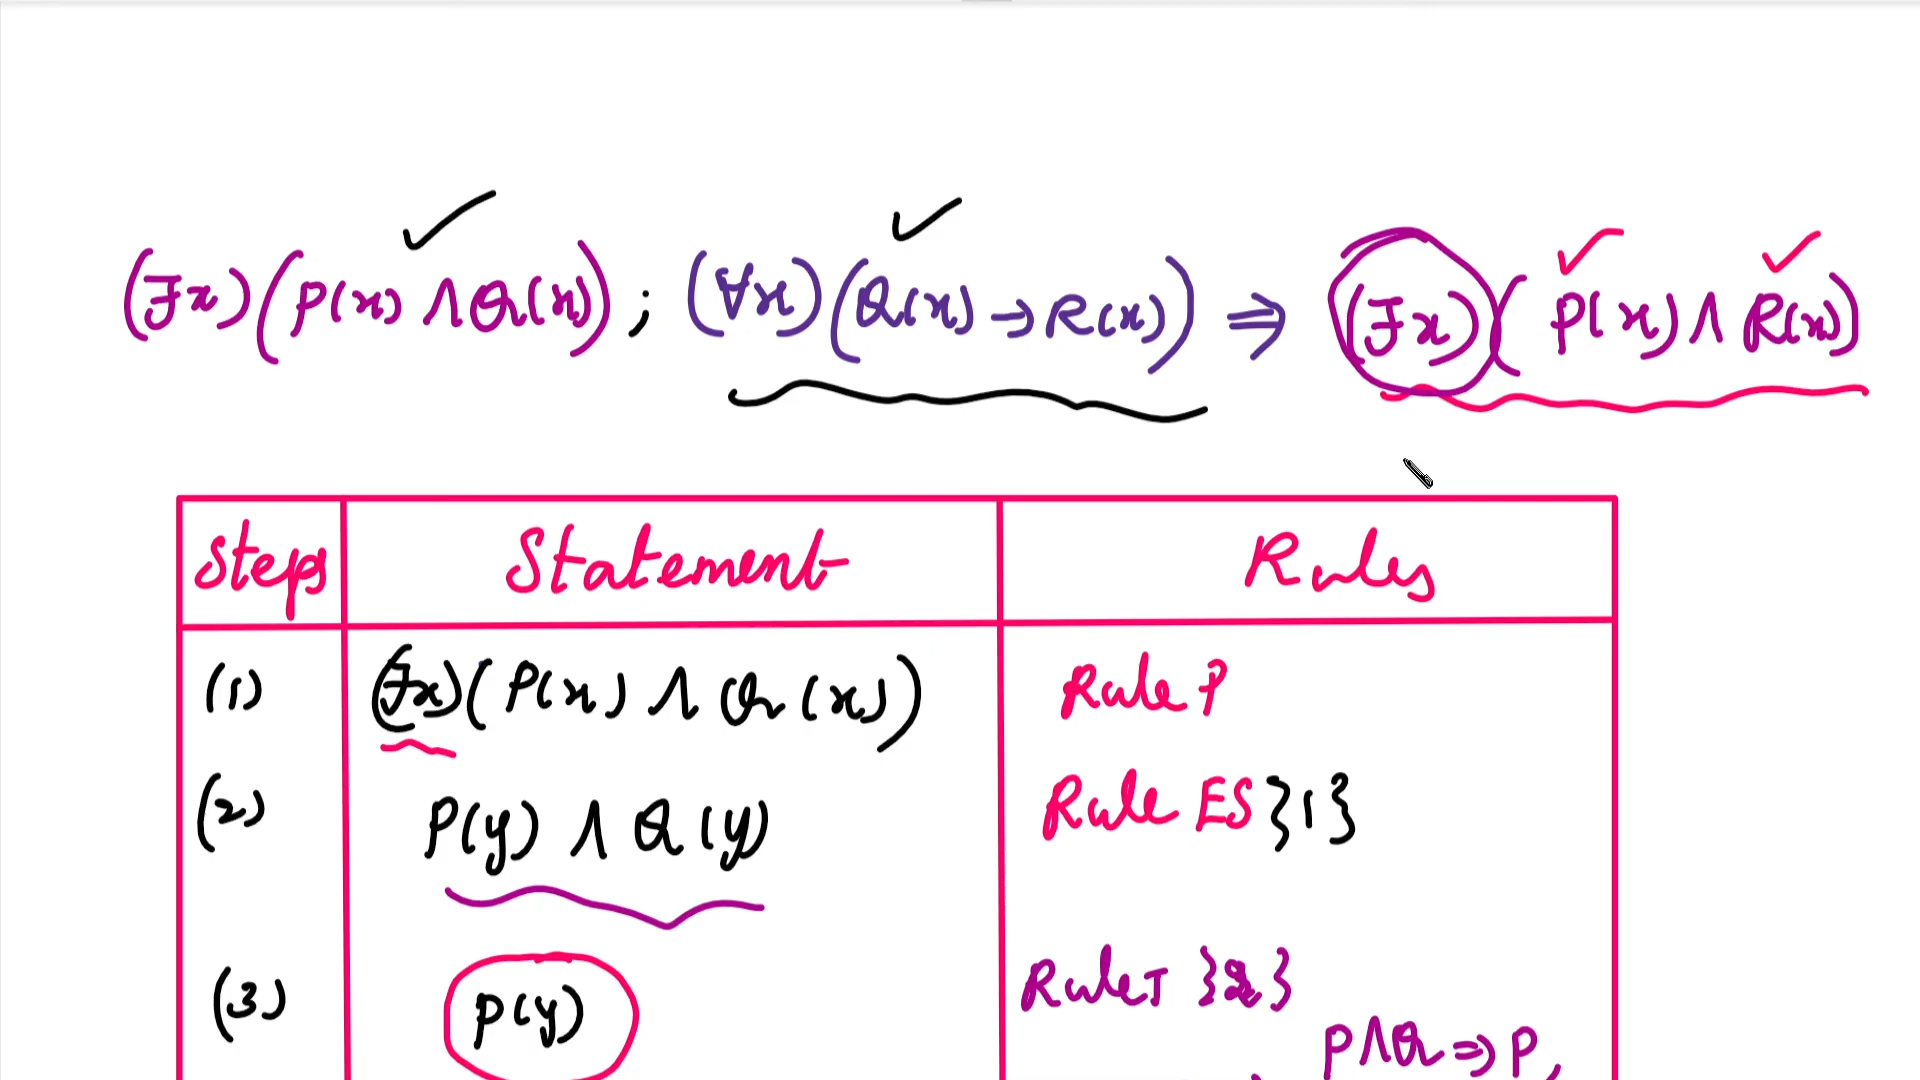 (∃x)(P(x) ∧ Q(x)) ; (∀x)(Q(x) → R(x)) ⇒ (∃x)(P(x) ∧ R(x))
Steps Statement Rules
(1) (∃x)(P(x) ∧ Q(x)) Rule P
(2) P(y) ∧ Q(y) Rule ES {1}
(3) P(y) Rule T {2}
P∧Q ⇒ P,